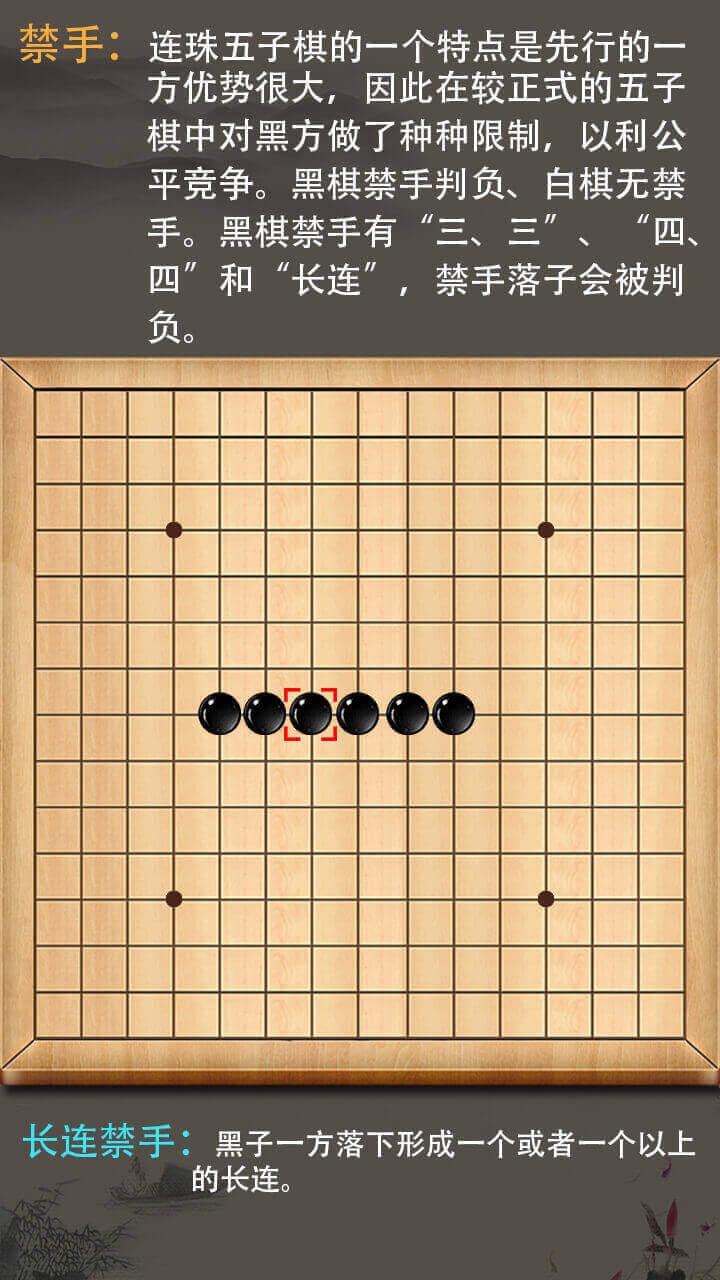 禁手：连珠五子棋的一个特点是先行的一
方优势很大，因此在较正式的五子
棋中对黑方做了种种限制，以利公
平竞争。黑棋禁手判负、白棋无禁
手。黑棋禁手有“三、三”、“四、
四”和“长连”，禁手落子会被判
负。
长连禁手：黑子一方落下形成一个或者一个以上
的长连。